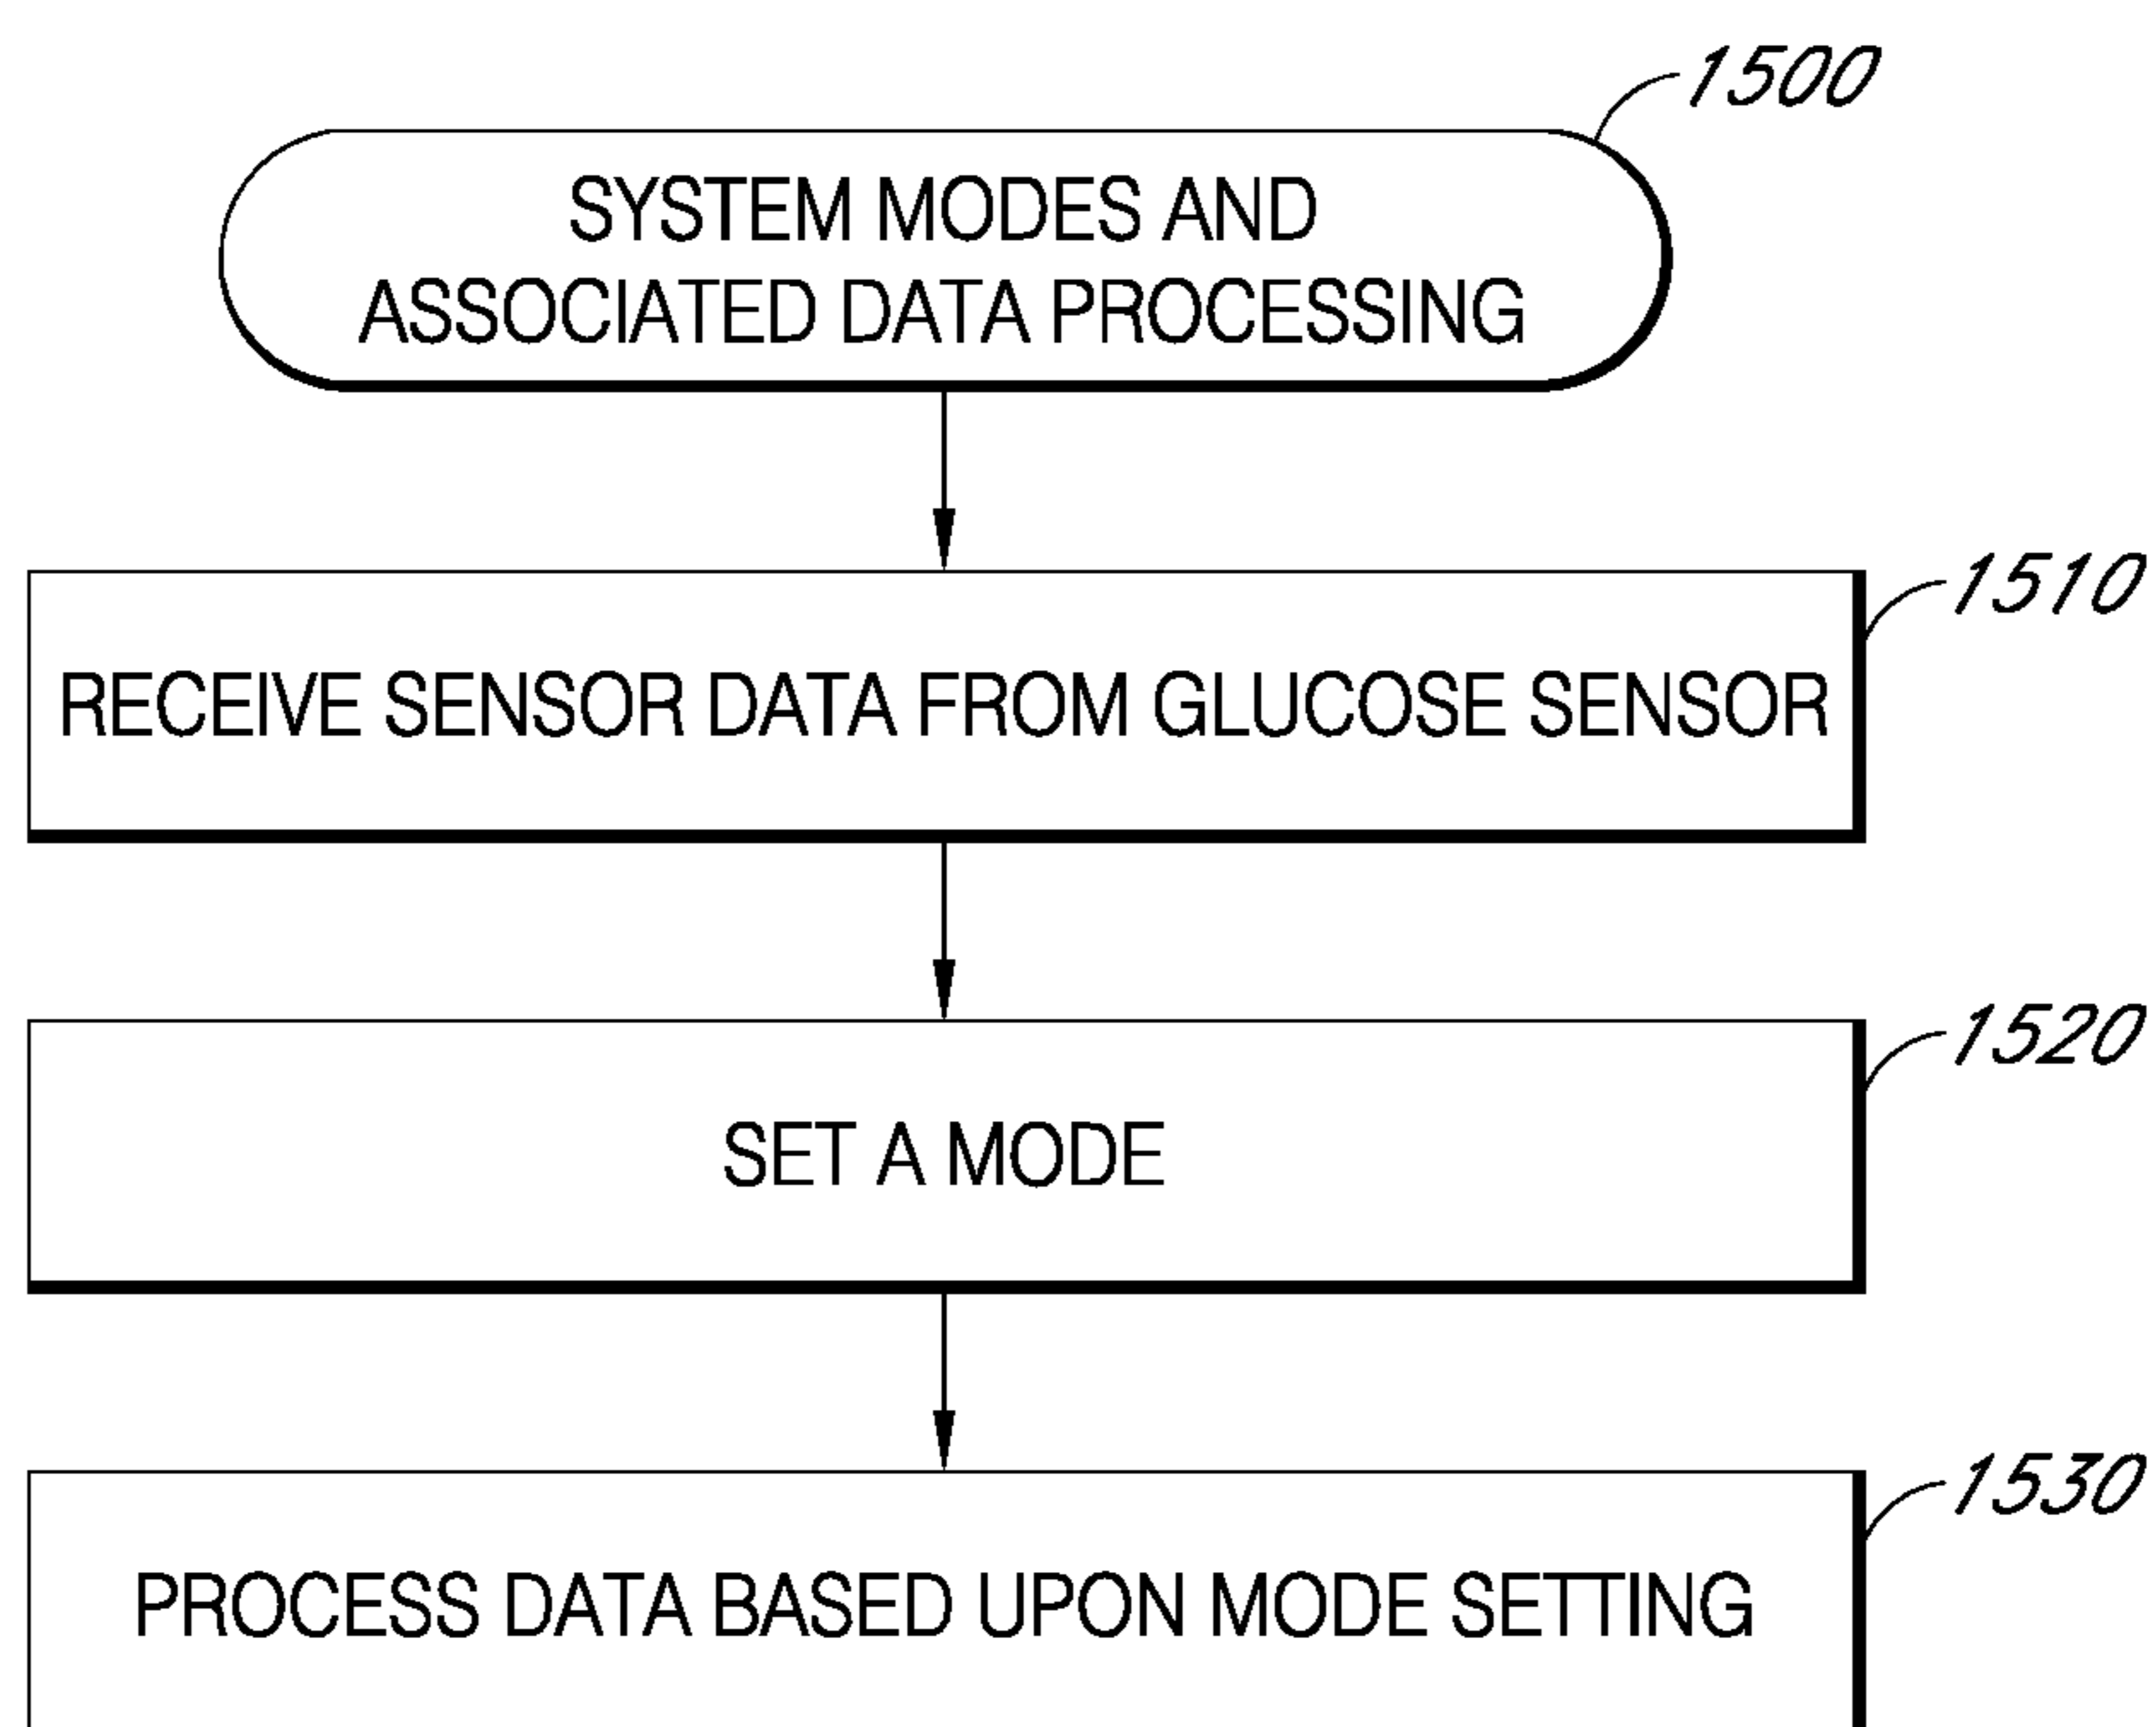 1500
SYSTEM MODES AND
ASSOCIATED DATA PROCESSING
1510
RECEIVE SENSOR DATA FROM GLUCOSE SENSOR
1520
SET A MODE
1530
PROCESS DATA BASED UPON MODE SETTING